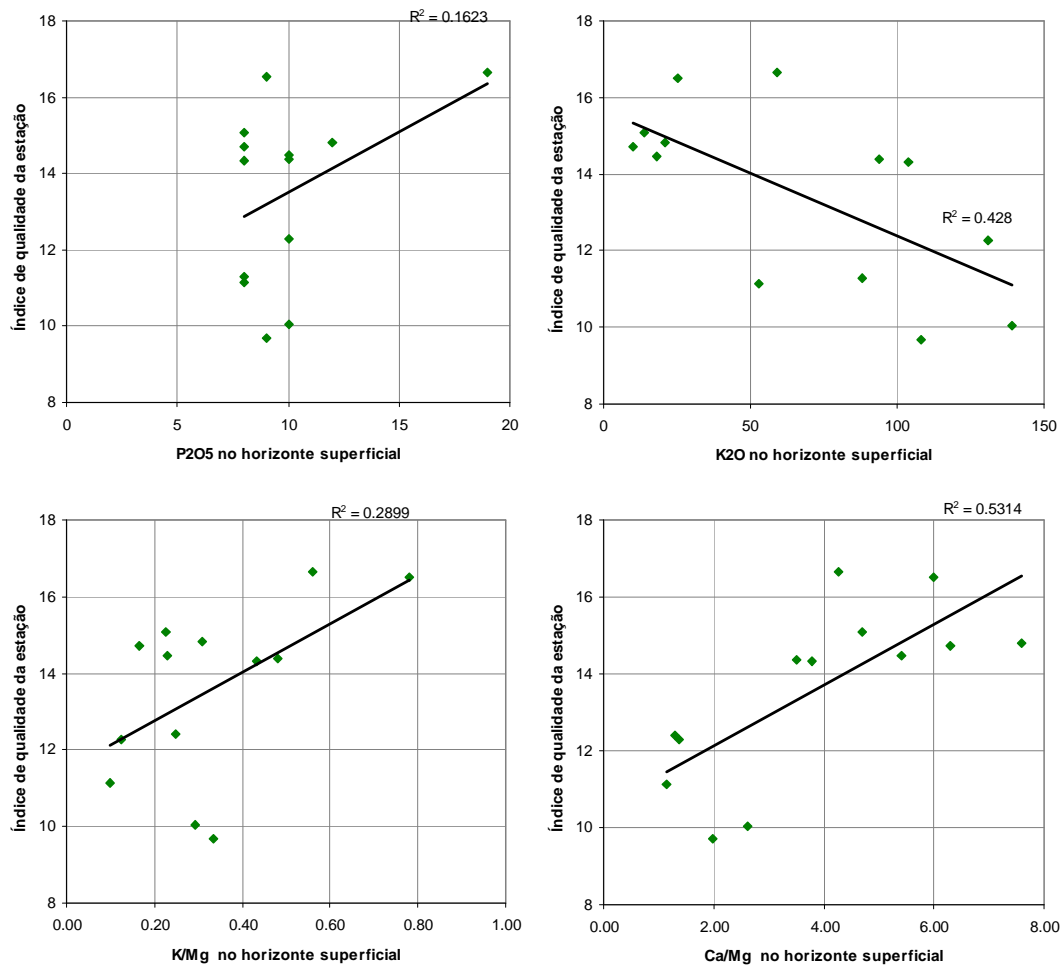 R² = 0.1623
18
16
14
12
10
8
Índice de qualidade da estação
0 5 10 15 20
P2O5 no horizonte superficial
18
16
14
12
10
8
Índice de qualidade da estação
R² = 0.428
0 50 100 150
K2O no horizonte superficial
R² = 0.2899
18
16
14
12
10
8
Índice de qualidade da estação
0.00 0.20 0.40 0.60 0.80 1.00
K/Mg no horizonte superficial
R² = 0.5314
18
16
14
12
10
8
Índice de qualidade da estação
0.00 2.00 4.00 6.00 8.00
Ca/Mg no horizonte superficial